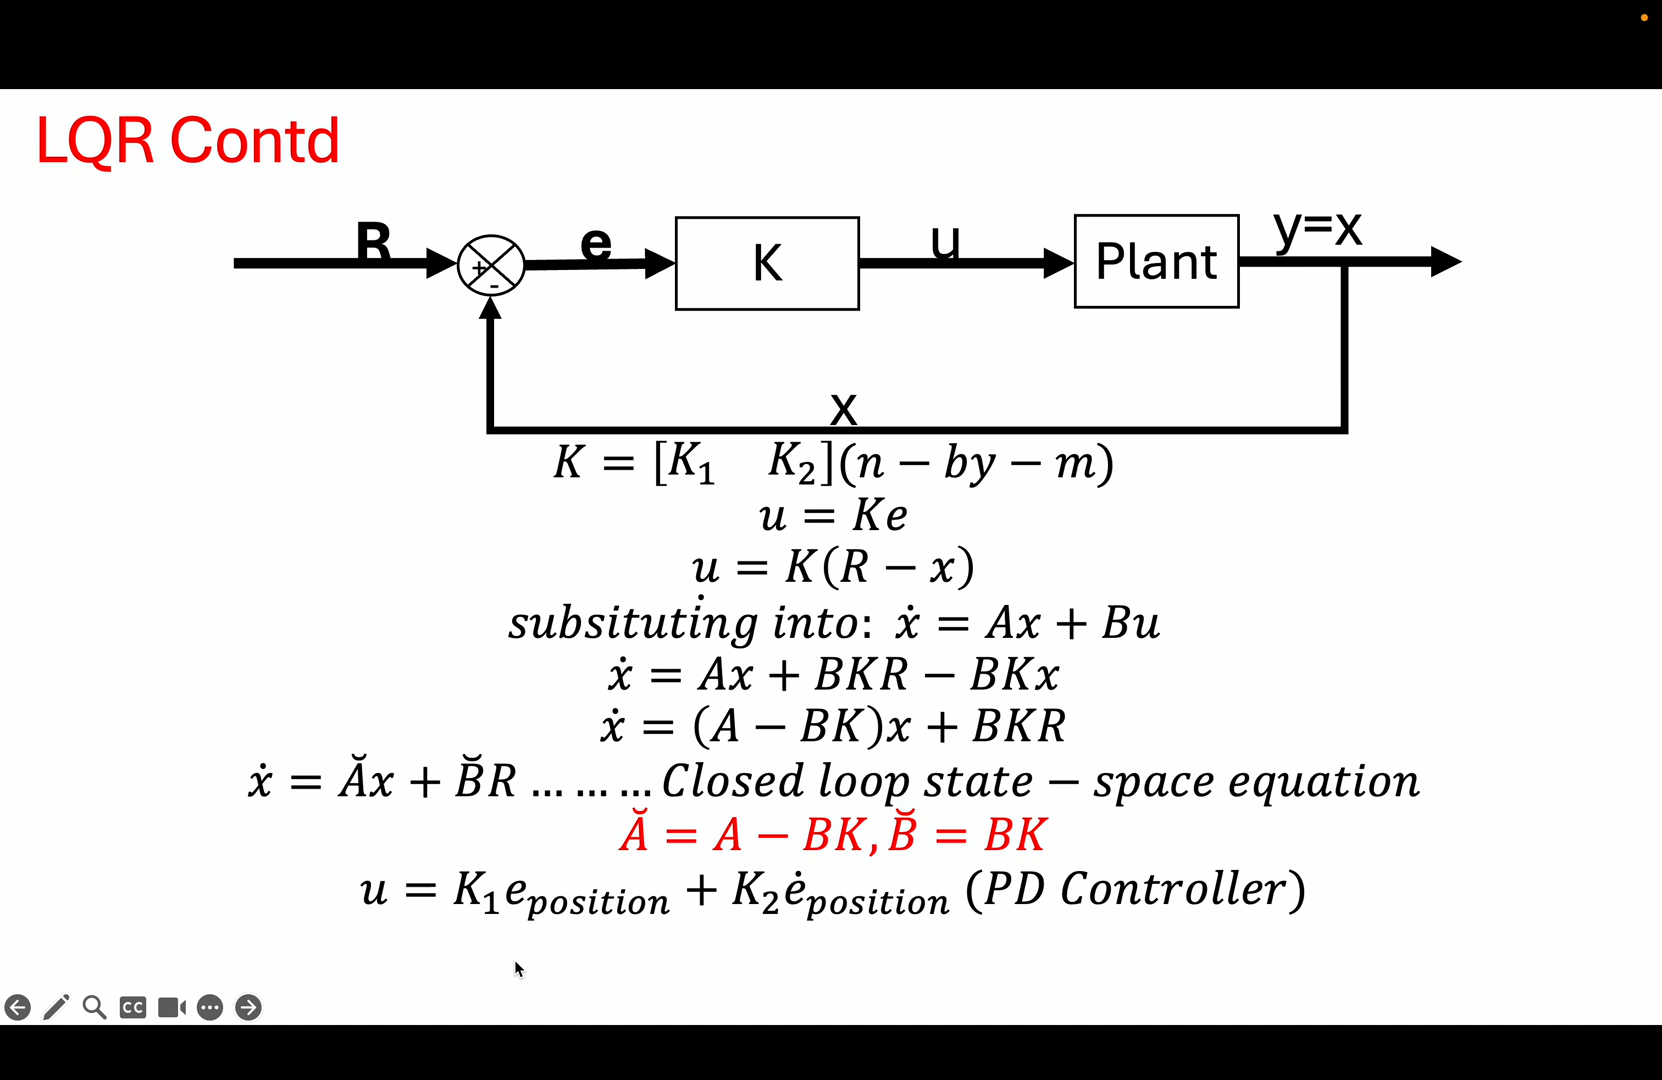 LQR Contd
R e K u Plant y=x
+
-
x
K = [K₁ K₂](n − by − m)
u = Ke
u = K(R − x)
subsituting into: ẋ = Ax + Bu
ẋ = Ax + BKR − BKx
ẋ = (A − BK)x + BKR
ẋ = Ăx + B̆R ... ... ... Closed loop state − space equation
Ă = A − BK, B̆ = BK
u = K₁e_position + K₂ė_position (PD Controller)
CC